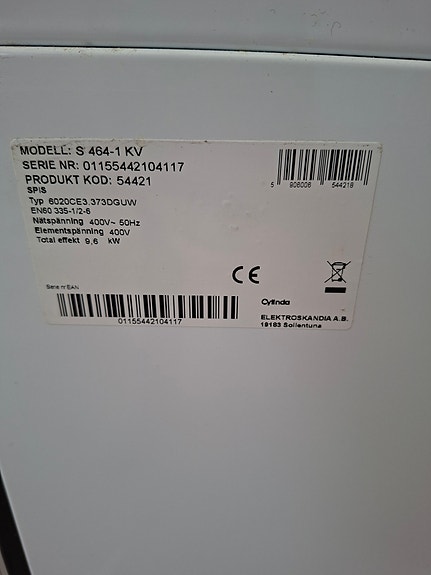 MODELL: S 464-1 KV
SERIE NR: 01155442104117
PRODUKT KOD: 54421
SPIS
Typ 6020CE3.373DGUW
EN60 335-1/2-6
Nätspänning 400V~ 50Hz
Elementspänning 400V
Total effekt 9,6 kW
5 908006 544218
CE
Serie nr EAN
01155442104117
Cylinda
ELEKTROSKANDIA A.B.
19183 Sollentuna